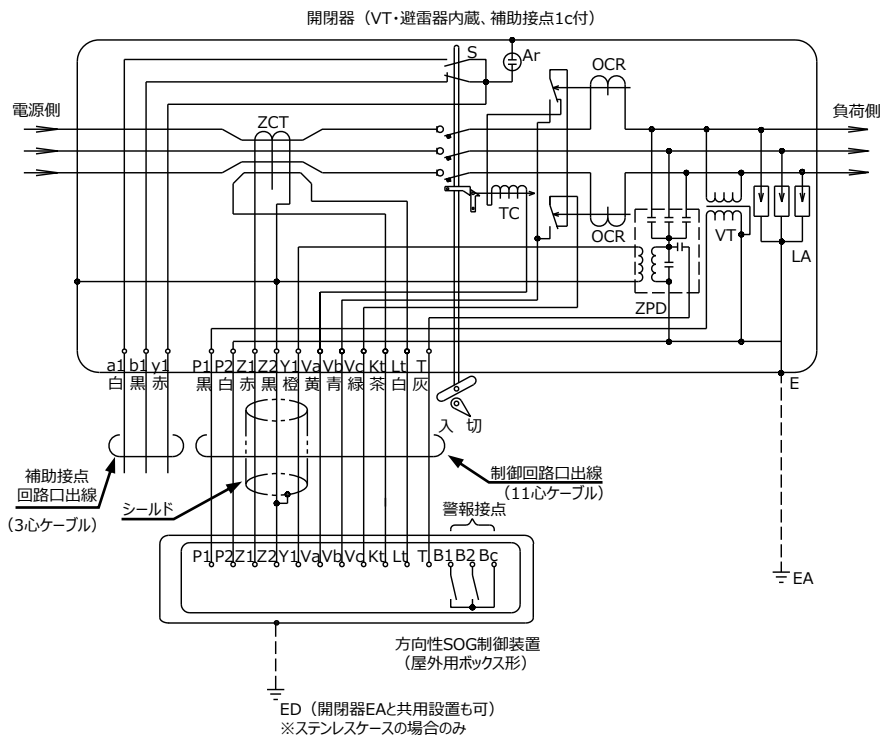 開閉器（VT・避雷器内蔵、補助接点1c付）
S
Ar
OCR
電源側
負荷側
ZCT
TC
OCR
VT
LA
ZPD
a1 b1 y1 P1 P2 Z1 Z2 Y1 Va Vb Vc Kt Lt T
白 黒 赤 黒 白 赤 黒 橙 黄 青 緑 茶 白 灰
E
入 切
補助接点
回路口出線
（3心ケーブル）
シールド
制御回路口出線
（11心ケーブル）
警報接点
P1 P2 Z1 Z2 Y1 Va Vb Vc Kt Lt T B1 B2 Bc
EA
方向性SOG制御装置
（屋外用ボックス形）
ED（開閉器EAと共用設置も可）
※ステンレスケースの場合のみ